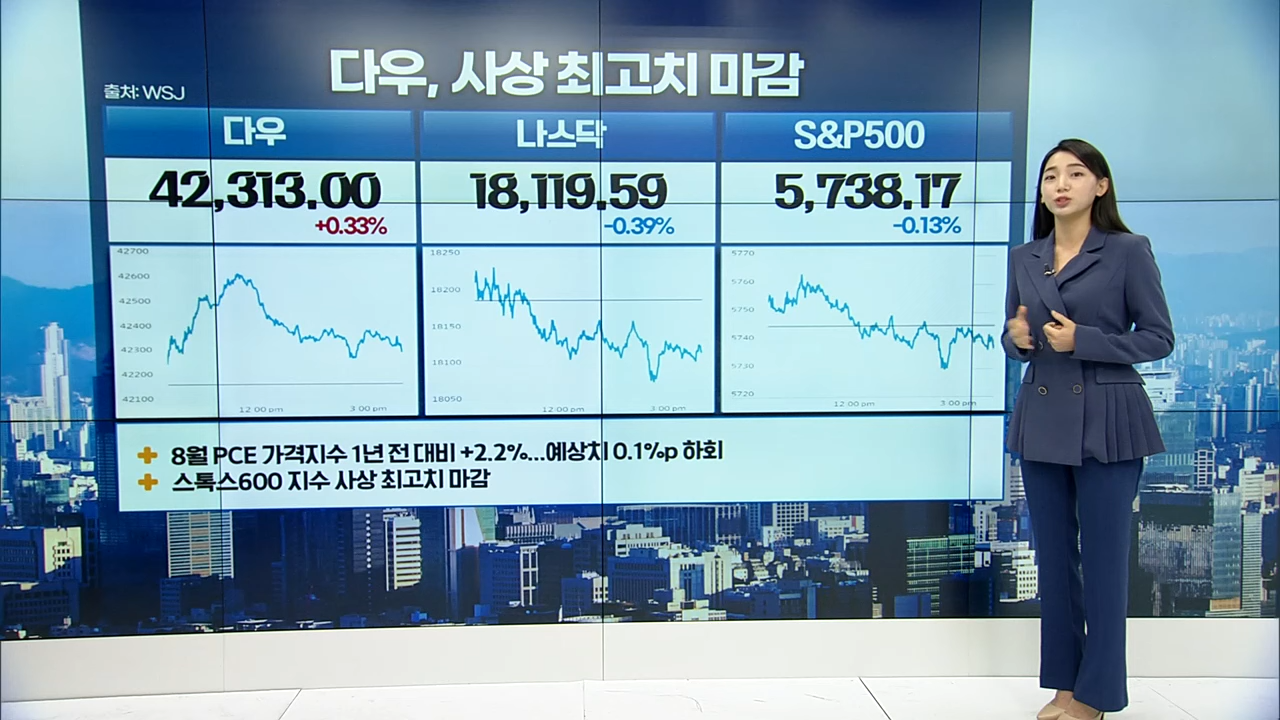 다우, 사상 최고치 마감
출처: WSJ
다우
42,313.00
+0.33%
42700
42600
42500
42400
42300
42200
42100
12:00 pm 3:00 pm
나스닥
18,119.59
-0.39%
18250
18200
18150
18100
18050
12:00 pm 3:00 pm
S&P500
5,738.17
-0.13%
5770
5760
5750
5740
5730
5720
12:00 pm 3:00 pm
8월 PCE 가격지수 1년 전 대비 +2.2%...예상치 0.1%p 하회
스톡스600 지수 사상 최고치 마감